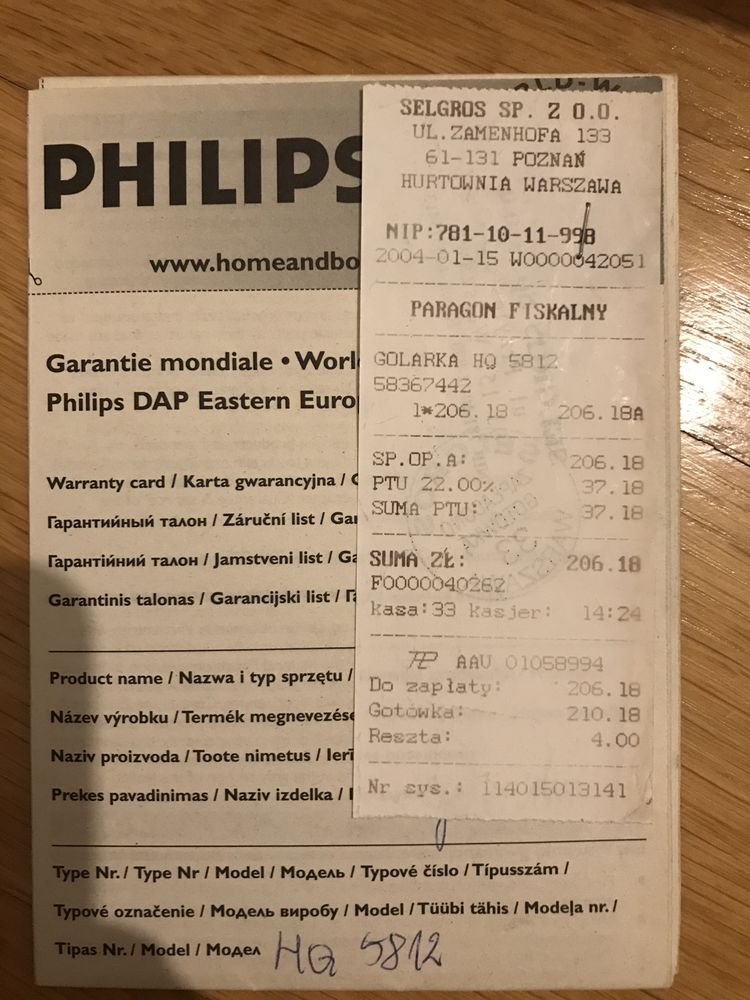 PHILIPS
www.homeandbo
Garantie mondiale • Worl
Philips DAP Eastern Euro
Warranty card / Karta gwarancyjna /
Гарантийный талон / Záruční list / Ga
Гарантійний талон / Jamstveni list / Ga
Garantinis talonas / Garancijski list /
Product name / Nazwa i typ sprzętu /
Název výrobku / Termék megnevezése
Naziv proizvoda / Toote nimetus / Ierī
Prekes pavadinimas / Naziv izdelka /
Type Nr. / Type Nr / Model / Модель / Typové číslo / Típusszám /
Typové označenie / Модель виробу / Model / Tüübi tähis / Modeļa nr. /
Tipas Nr. / Model / Модел HQ 5812
SELGROS SP. Z O.O.
UL.ZAMENHOFA 133
61-131 POZNAŃ
HURTOWNIA WARSZAWA
NIP:781-10-11-998
2004-01-15 W0000042051
PARAGON FISKALNY
GOLARKA HQ 5812
58367442
1*206.18 206.18A
SP.OP.A: 206.18
PTU 22.00% 37.18
SUMA PTU: 37.18
SUMA ZŁ: 206.18
F0000040262
kasa:33 kasjer: 14:24
AAU 01058994
Do zapłaty: 206.18
Gotówka: 210.18
Reszta: 4.00
Nr sys.: 114015013141